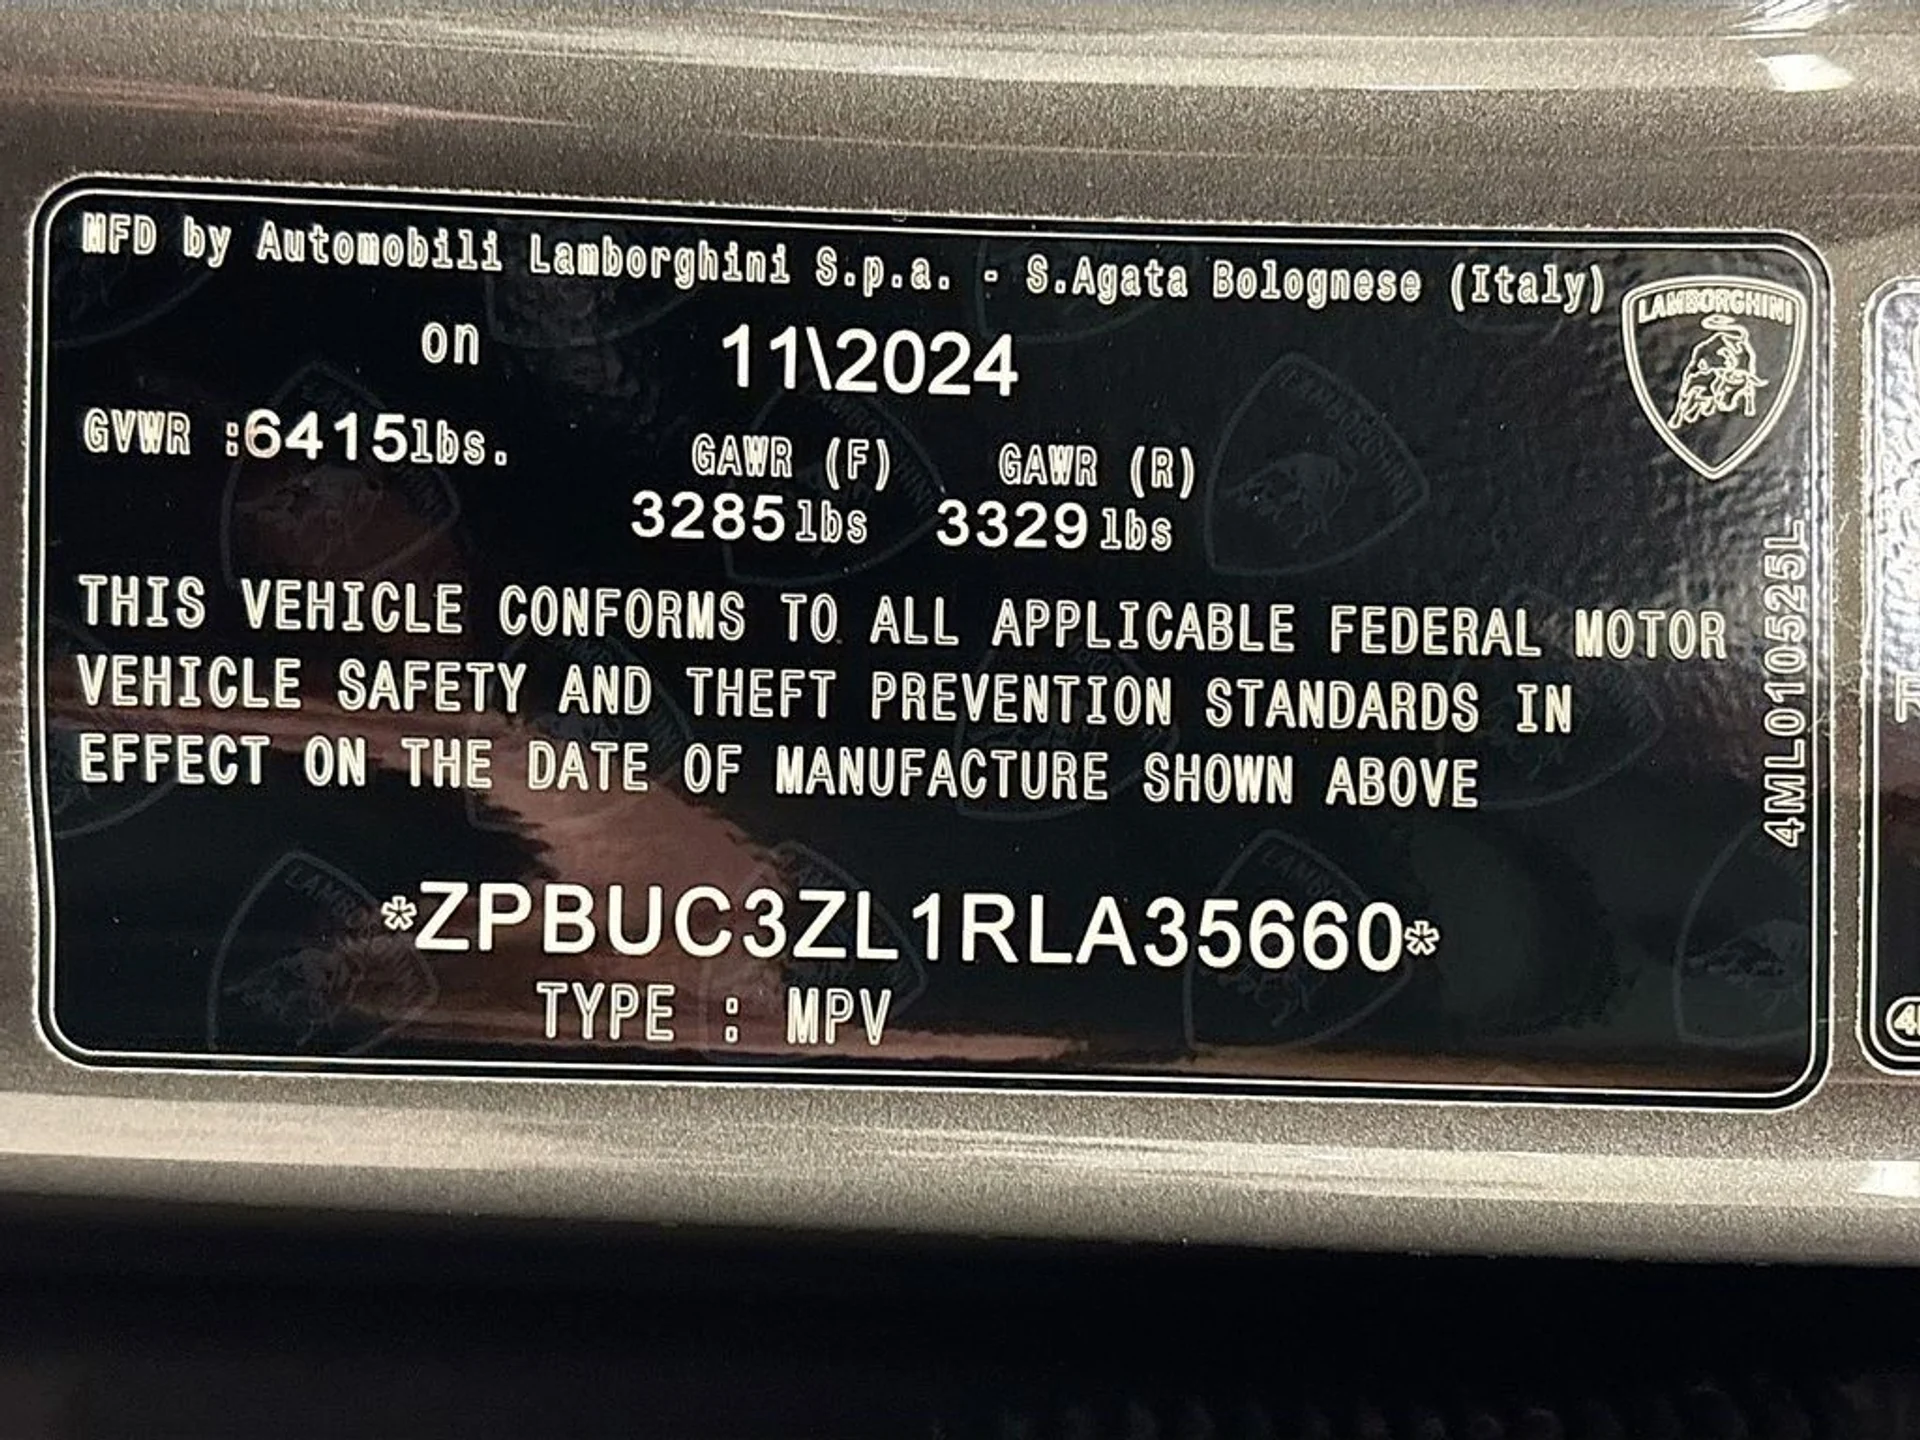 MFD by Automobili Lamborghini S.p.a. - S.Agata Bolognese (Italy)
on 11\2024
LAMBORGHINI
GVWR :6415lbs. GAWR (F) GAWR (R)
3285lbs 3329lbs
THIS VEHICLE CONFORMS TO ALL APPLICABLE FEDERAL MOTOR
VEHICLE SAFETY AND THEFT PREVENTION STANDARDS IN
EFFECT ON THE DATE OF MANUFACTURE SHOWN ABOVE
*ZPBUC3ZL1RLA35660*
TYPE : MPV
4ML010525L